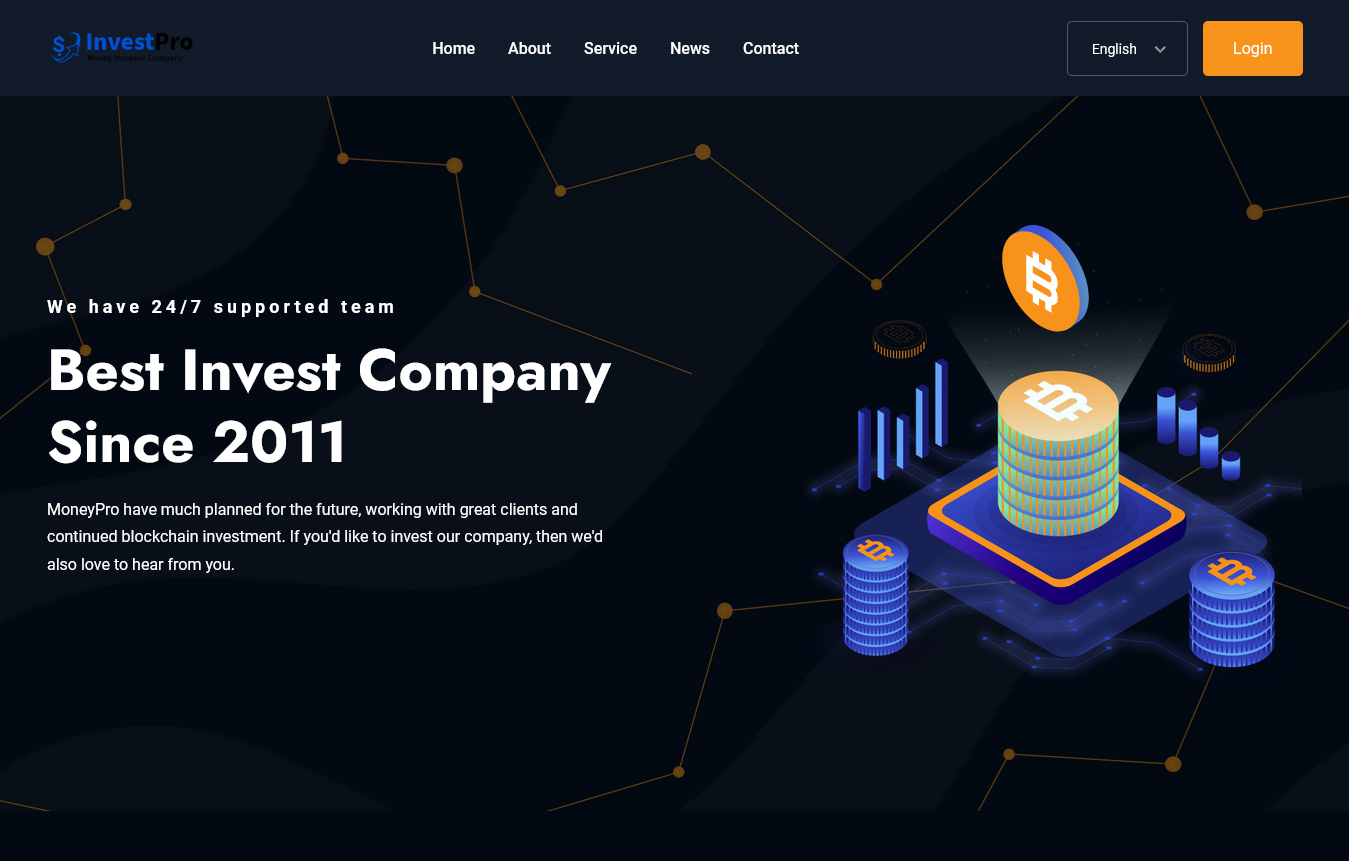 InvestPro
Money Increase Company
Home About Service News Contact
English
Login
We have 24/7 supported team
Best Invest Company
Since 2011
MoneyPro have much planned for the future, working with great clients and
continued blockchain investment. If you'd like to invest our company, then we'd
also love to hear from you.